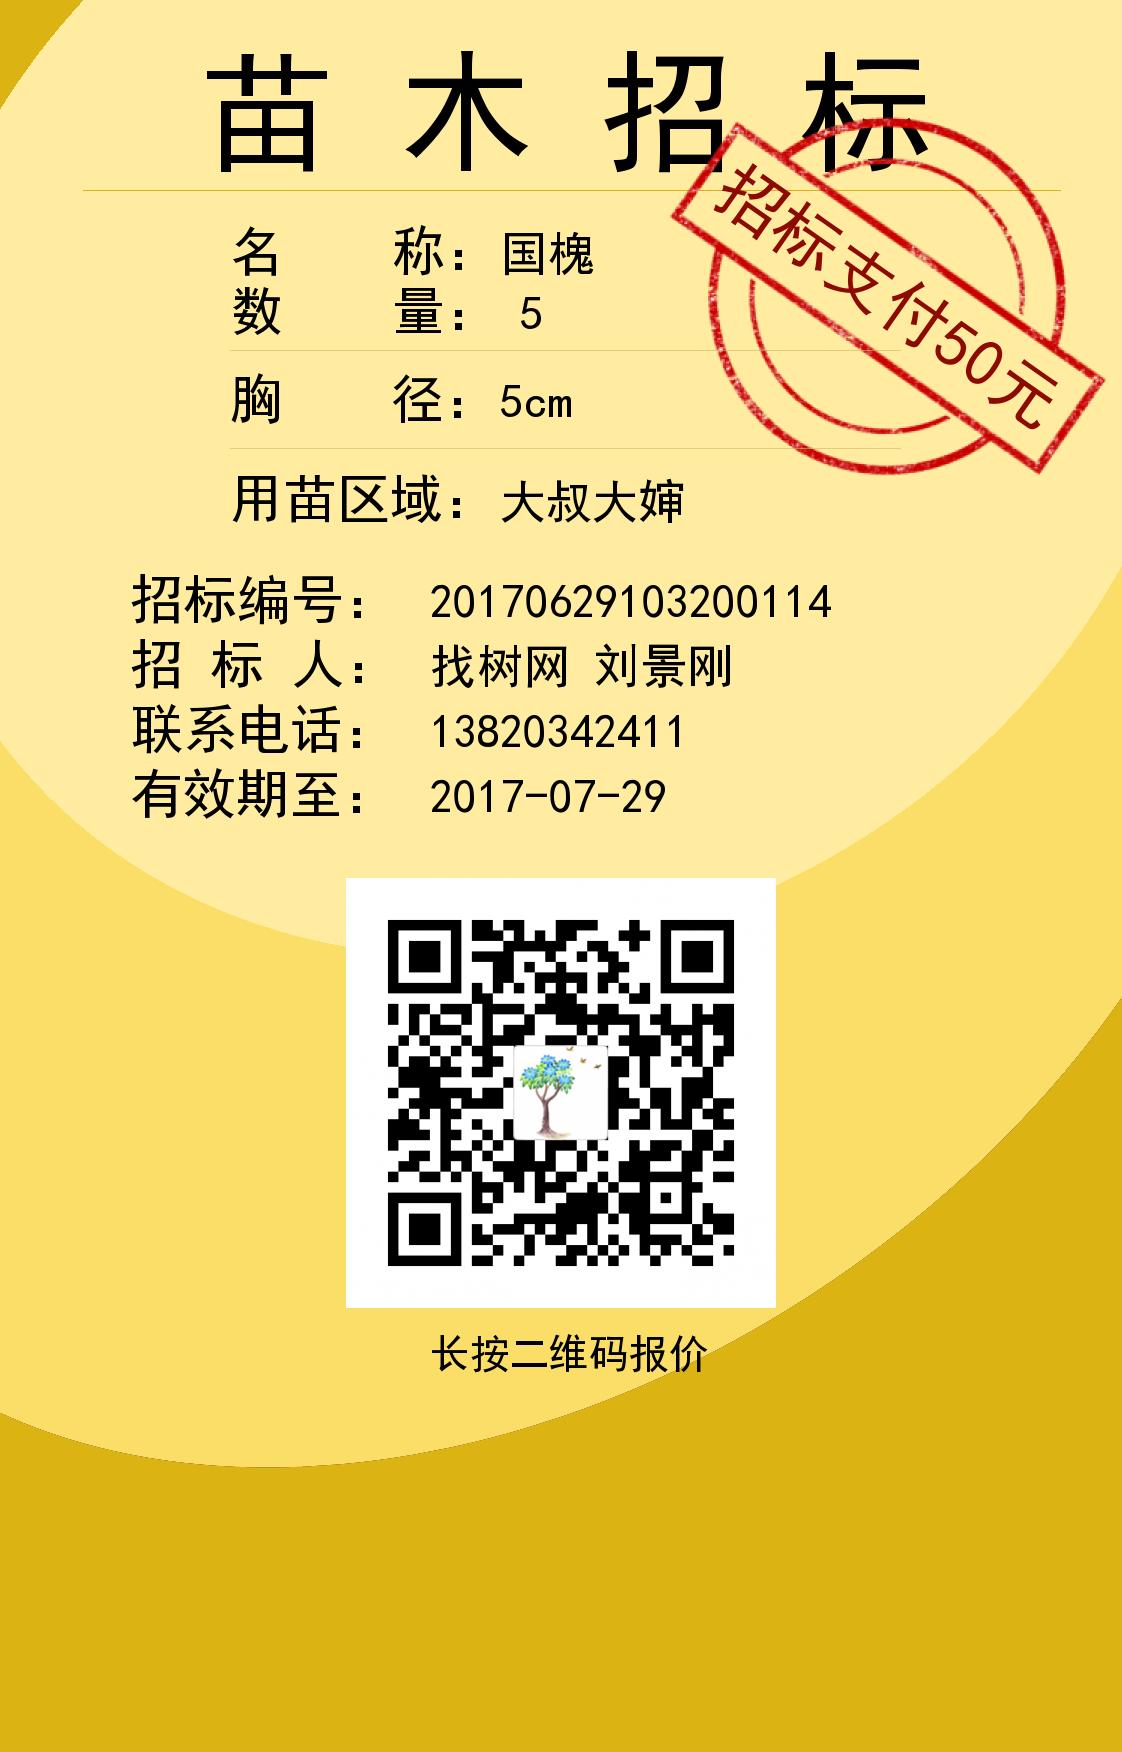 苗木招标
招标支付50元
名 称：国槐
数 量： 5
胸 径：5cm
用苗区域：大叔大婶
招标编号： 20170629103200114
招 标 人： 找树网 刘景刚
联系电话： 13820342411
有效期至： 2017-07-29
长按二维码报价